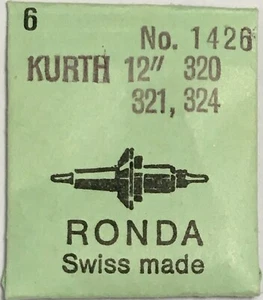 6
No. 1426
KURTH 12''' 320
321, 324
RONDA
Swiss made